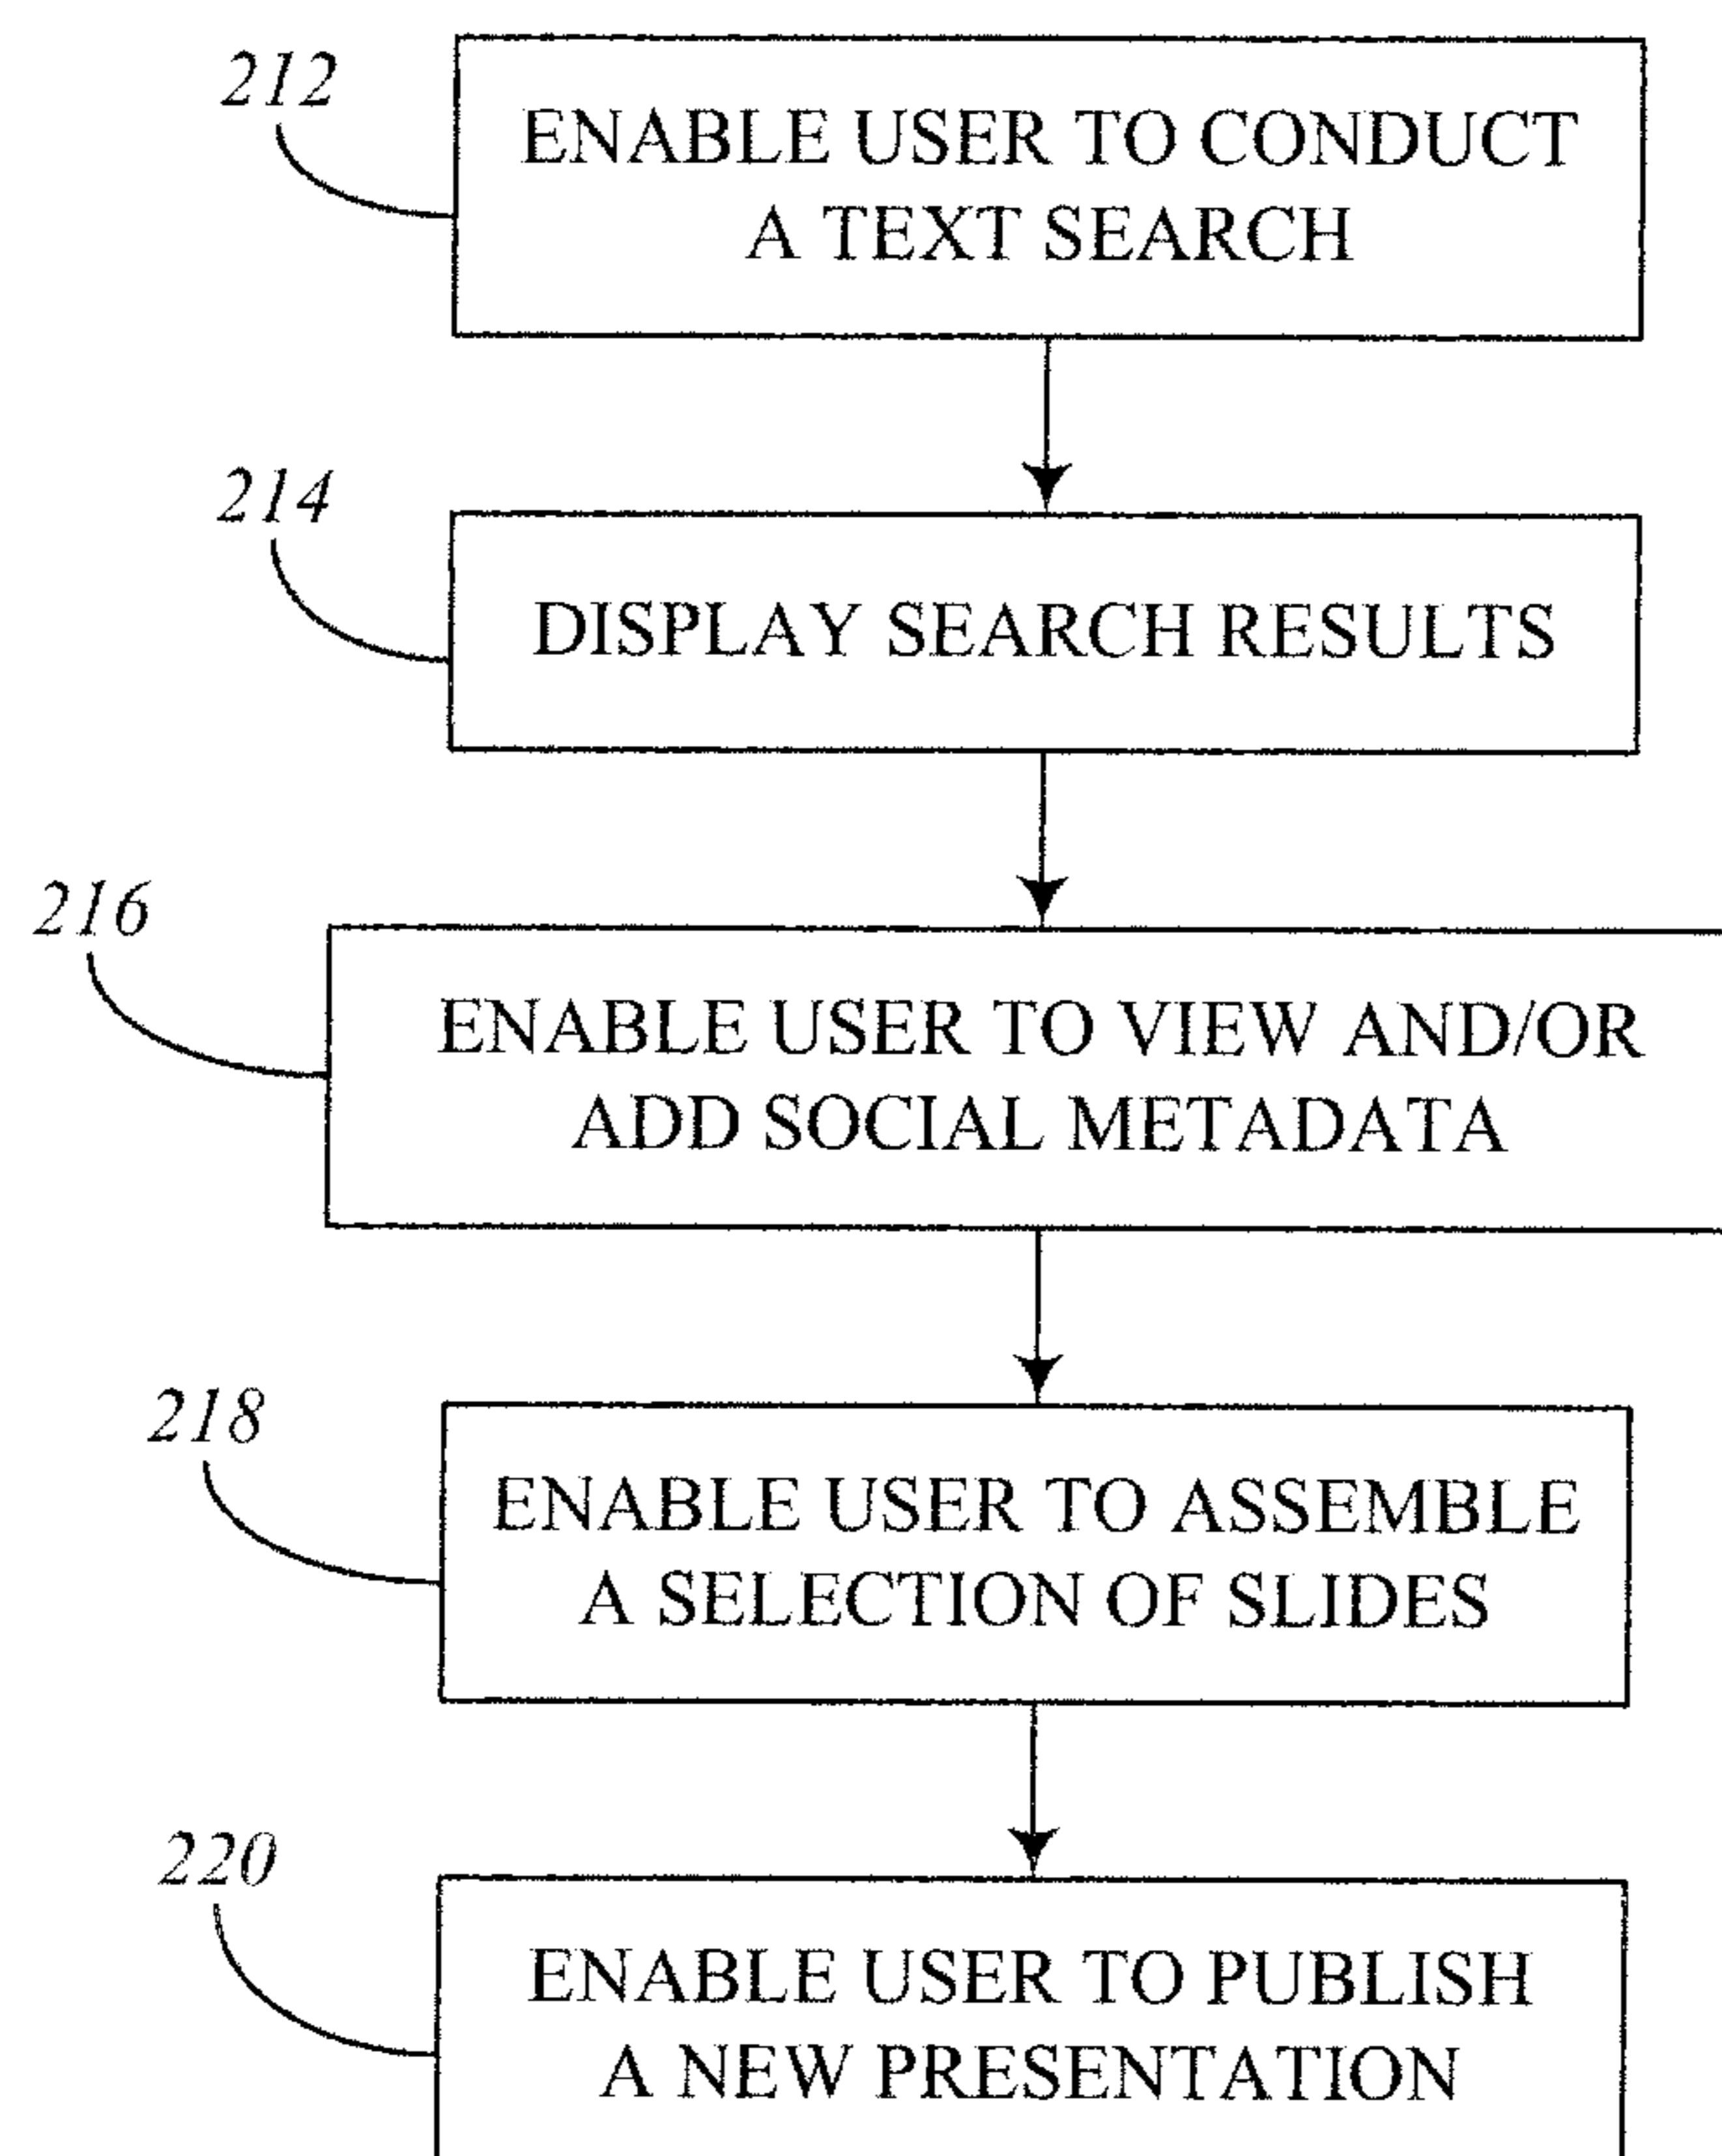 212
ENABLE USER TO CONDUCT
A TEXT SEARCH
214
DISPLAY SEARCH RESULTS
216
ENABLE USER TO VIEW AND/OR
ADD SOCIAL METADATA
218
ENABLE USER TO ASSEMBLE
A SELECTION OF SLIDES
220
ENABLE USER TO PUBLISH
A NEW PRESENTATION